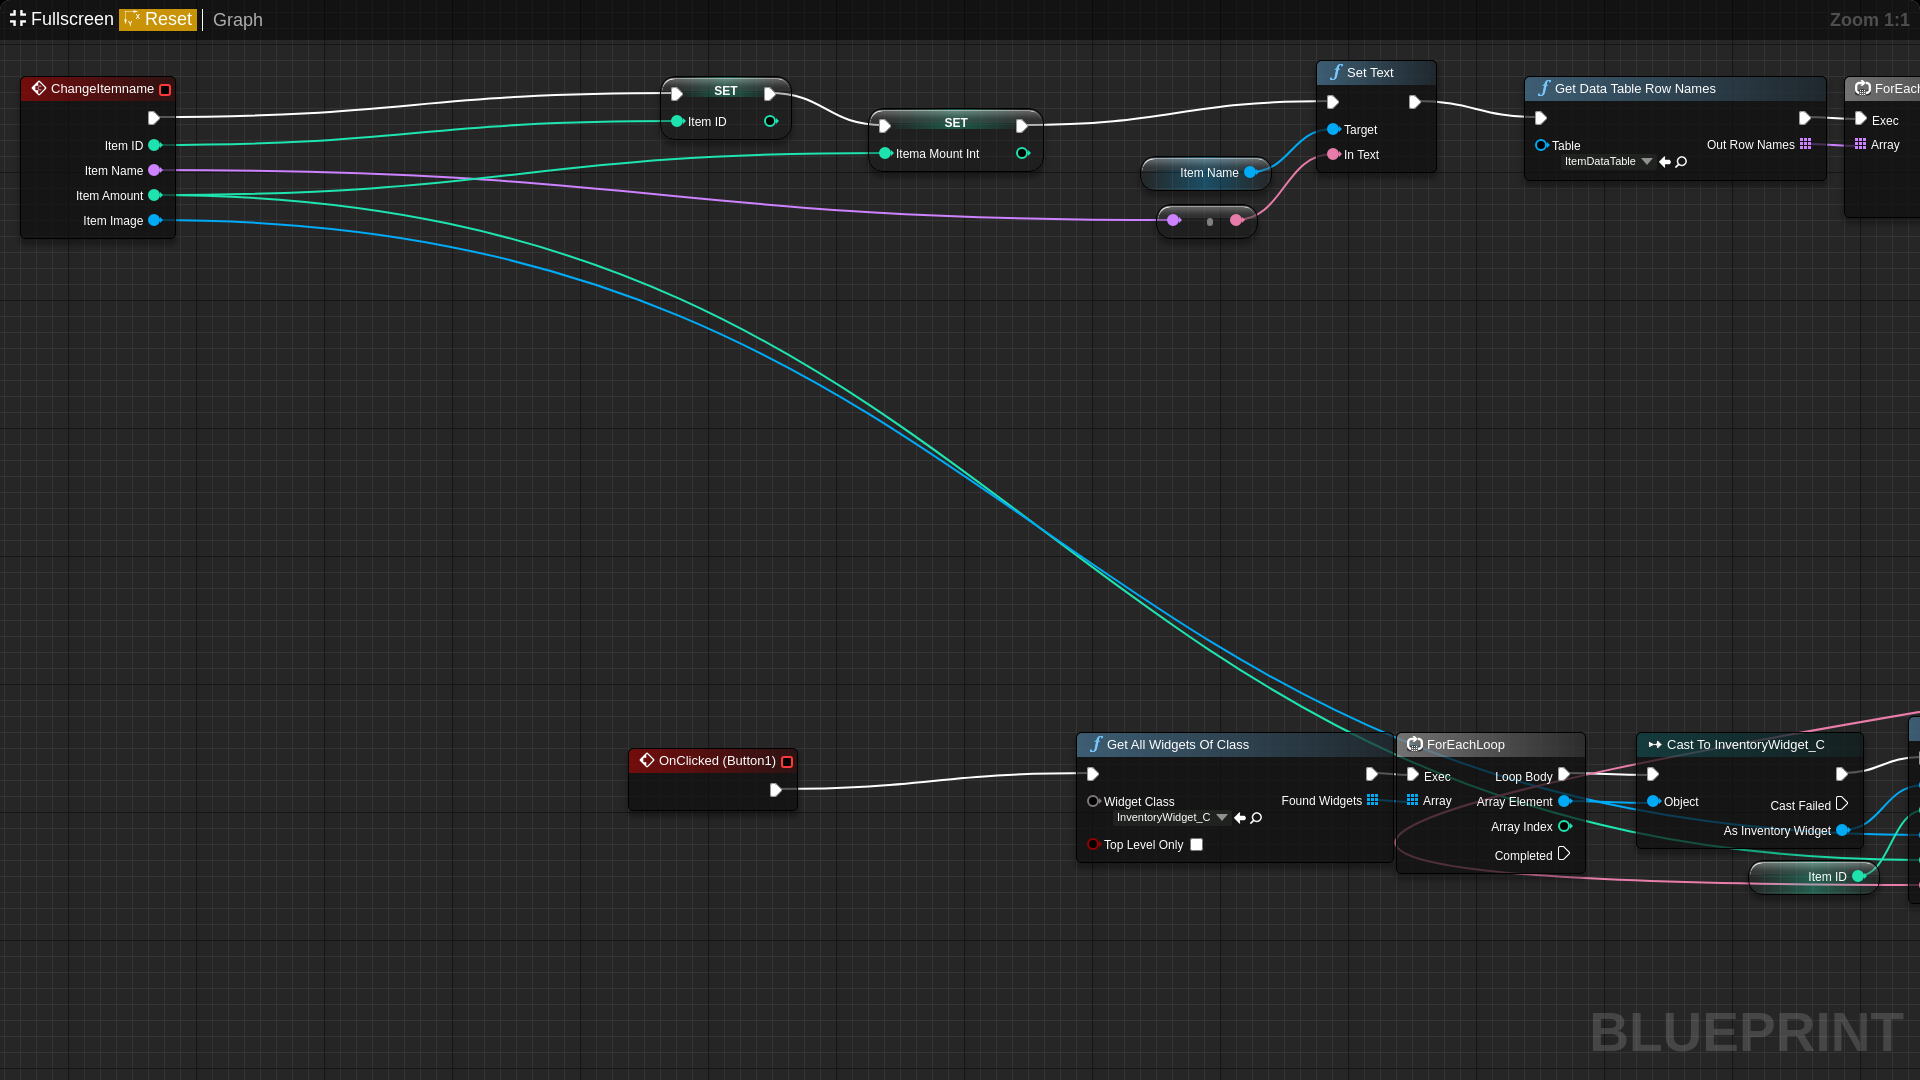 Fullscreen Reset Graph
Zoom 1:1
ChangeItemname
Item ID
Item Name
Item Amount
Item Image
SET
Item ID
SET
Itema Mount Int
Item Name
Set Text
Target
In Text
Get Data Table Row Names
Table
ItemDataTable
Out Row Names
ForEach
Exec
Array
OnClicked (Button1)
Get All Widgets Of Class
Widget Class
InventoryWidget_C
Found Widgets
Top Level Only
ForEachLoop
Exec
Loop Body
Array
Array Element
Array Index
Completed
Cast To InventoryWidget_C
Object
Cast Failed
As Inventory Widget
Item ID
BLUEPRINT